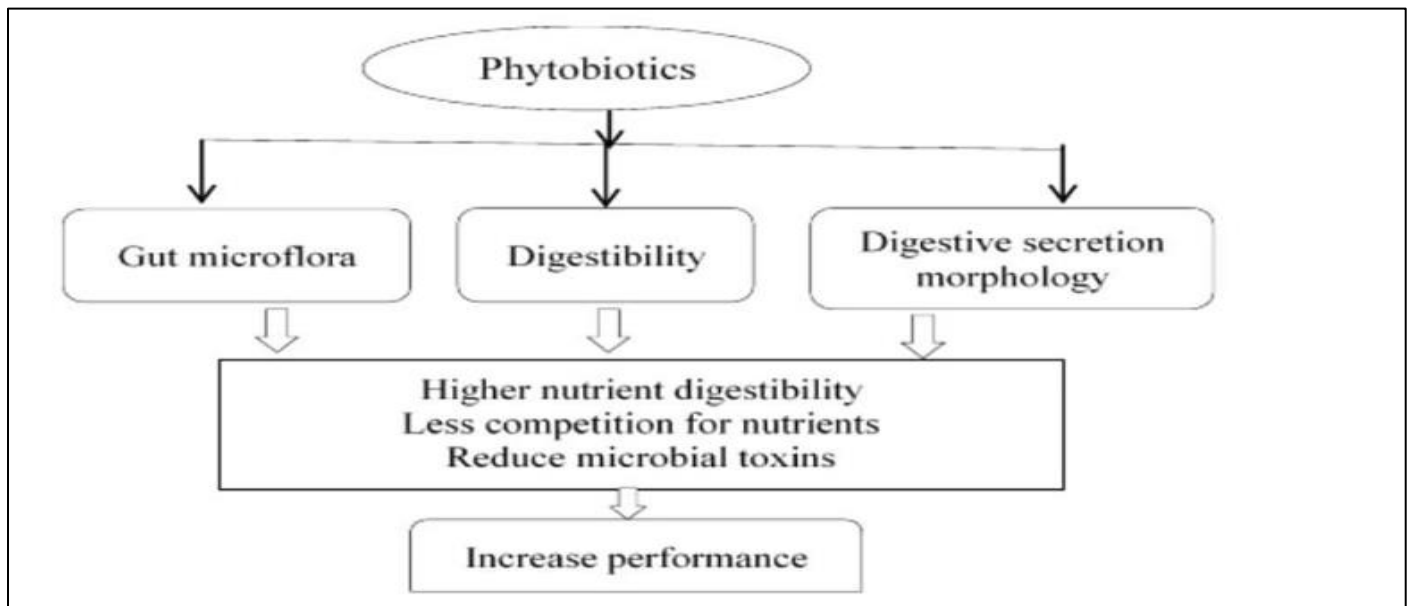 Phytobiotics
Gut microflora
Digestibility
Digestive secretion
morphology
Higher nutrient digestibility
Less competition for nutrients
Reduce microbial toxins
Increase performance